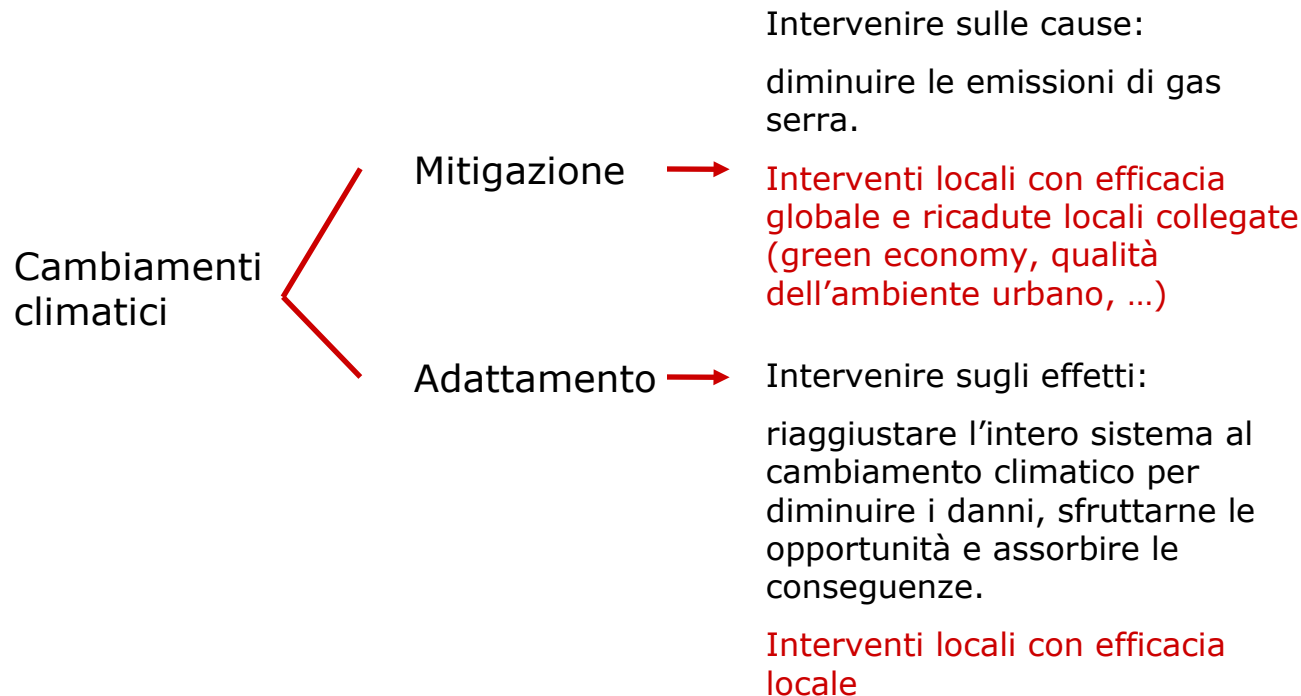 Cambiamenti
climatici
Mitigazione
Intervenire sulle cause:
diminuire le emissioni di gas
serra.
Interventi locali con efficacia
globale e ricadute locali collegate
(green economy, qualità
dell’ambiente urbano, …)
Adattamento
Intervenire sugli effetti:
riaggiustare l’intero sistema al
cambiamento climatico per
diminuire i danni, sfruttarne le
opportunità e assorbire le
conseguenze.
Interventi locali con efficacia
locale